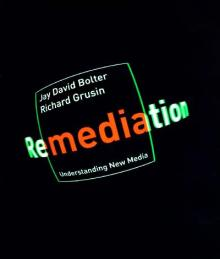 Jay David Bolter
Richard Grusin
Remediation
Understanding New Media